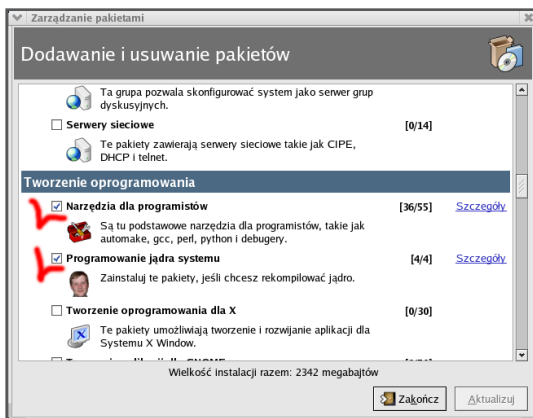 Zarządzanie pakietami
Dodawanie i usuwanie pakietów
Ta grupa pozwala skonfigurować system jako serwer grup
dyskusyjnych.
Serwery sieciowe [0/14]
Te pakiety zawierają serwery sieciowe takie jak CIPE,
DHCP i telnet.
Tworzenie oprogramowania
Narzędzia dla programistów [36/55] Szczegóły
Są tu podstawowe narzędzia dla programistów, takie jak
automake, gcc, perl, python i debugery.
Programowanie jądra systemu [4/4] Szczegóły
Zainstaluj te pakiety, jeśli chcesz rekompilować jądro.
Tworzenie oprogramowania dla X [0/30]
Te pakiety umożliwiają tworzenie i rozwijanie aplikacji dla
Systemu X Window.
Wielkość instalacji razem: 2342 megabajtów
Zakończ Aktualizuj